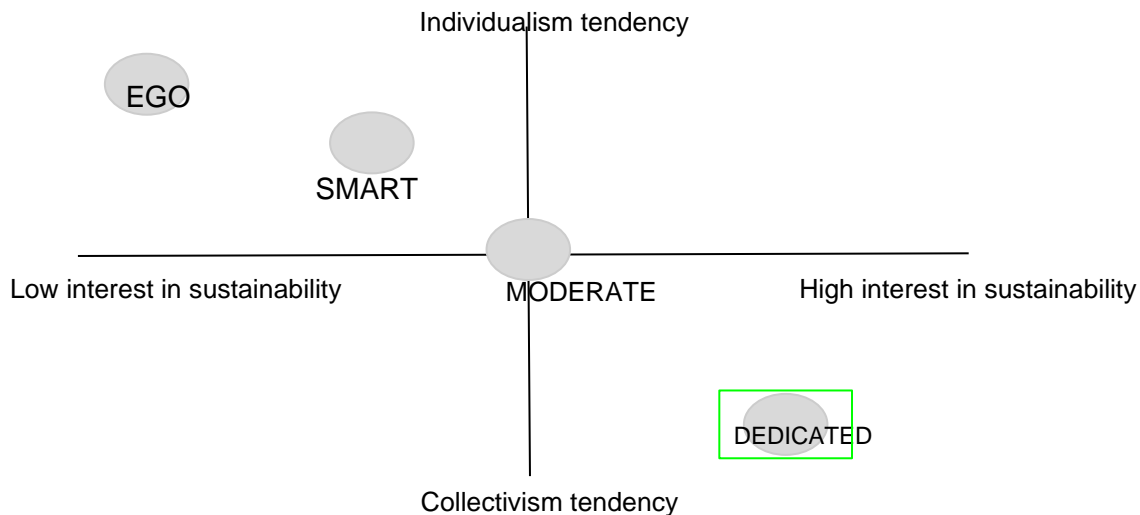 Individualism tendency
EGO
SMART
Low interest in sustainability
MODERATE
High interest in sustainability
DEDICATED
Collectivism tendency